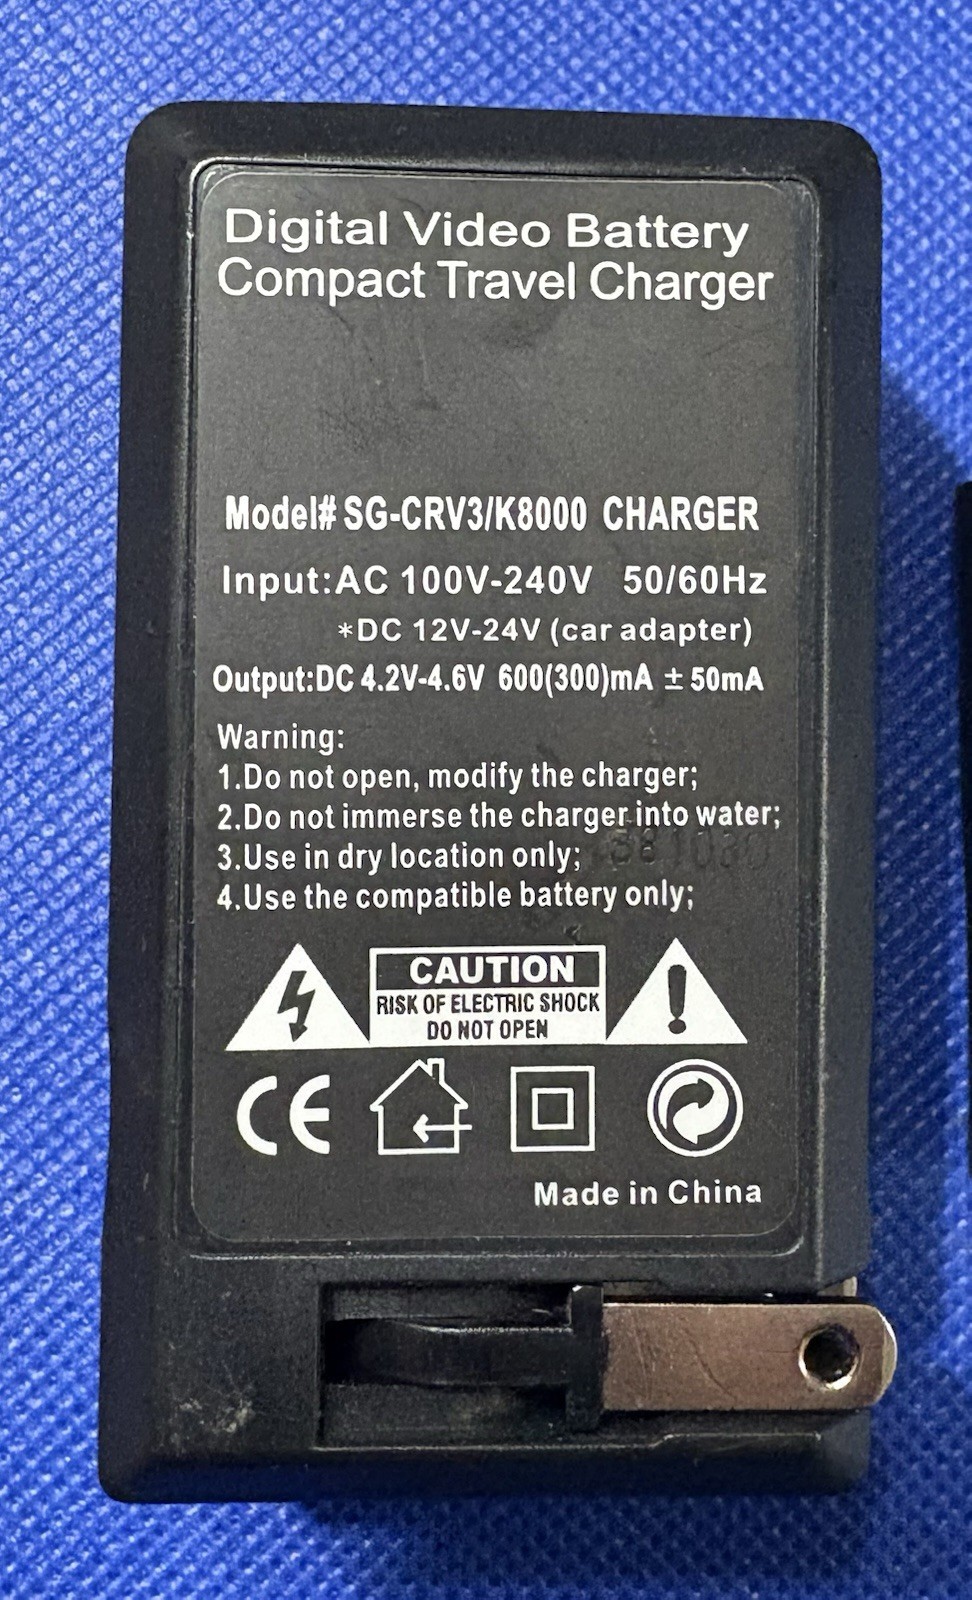 Digital Video Battery
Compact Travel Charger
Model# SG-CRV3/K8000 CHARGER
Input:AC 100V-240V 50/60Hz
*DC 12V-24V (car adapter)
Output:DC 4.2V-4.6V 600(300)mA ±50mA
Warning:
1.Do not open, modify the charger;
2.Do not immerse the charger into water;
3.Use in dry location only;
4.Use the compatible battery only;
CAUTION
RISK OF ELECTRIC SHOCK
DO NOT OPEN
CE
Made in China